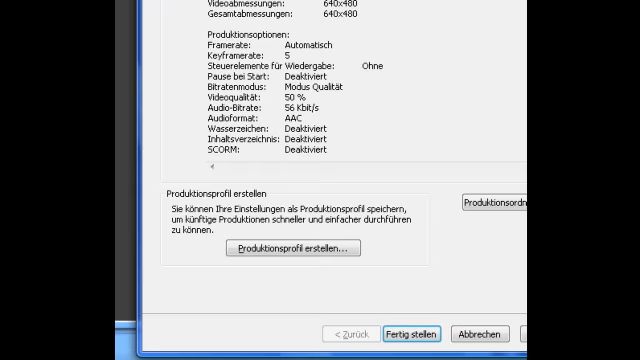 Videoabmessungen: 640x480
Gesamtabmessungen: 640x480
Produktionsoptionen:
Framerate: Automatisch
Keyframerate: 5
Steuerelemente für Wiedergabe: Ohne
Pause bei Start: Deaktiviert
Bitratenmodus: Modus Qualität
Videoqualität: 50 %
Audio-Bitrate: 56 Kbit/s
Audioformat: AAC
Wasserzeichen: Deaktiviert
Inhaltsverzeichnis: Deaktiviert
SCORM: Deaktiviert
Produktionsprofil erstellen
Sie können Ihre Einstellungen als Produktionsprofil speichern,
um künftige Produktionen schneller und einfacher durchführen
zu können.
Produktionsordn
Produktionsprofil erstellen...
< Zurück Fertig stellen Abbrechen